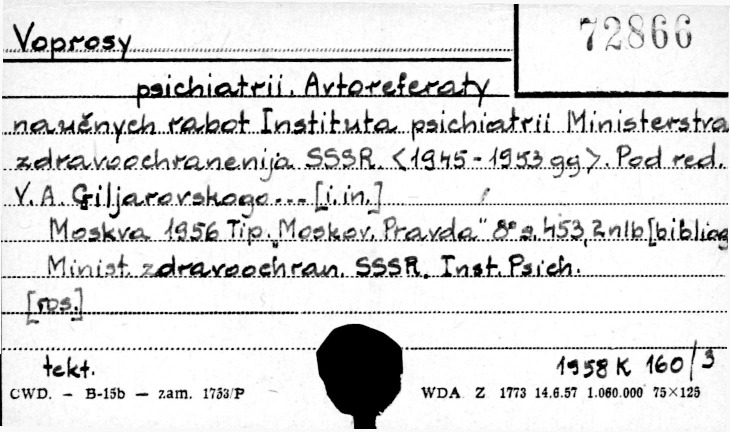 72866
Voprosy
psichiatrii. Avtoreferaty
naučnych rabot Instituta psichiatrii Ministerstva
zdravoochranenija SSSR. <1945-1953 gg>. Pod red.
V. A. Giljarovskogo --- [i. in.]
Moskva 1956 Tip. "Moskov. Pravda" 8° s. 453, 2 nlb [bibliog
Minist. zdravoochran. SSSR. Inst. Psich.
[ros.]
tekt. 1958 K 160/3
CWD. — B-15b — zam. 1753/P WDA Z 1773 14.6.57 1.060.000 75×125